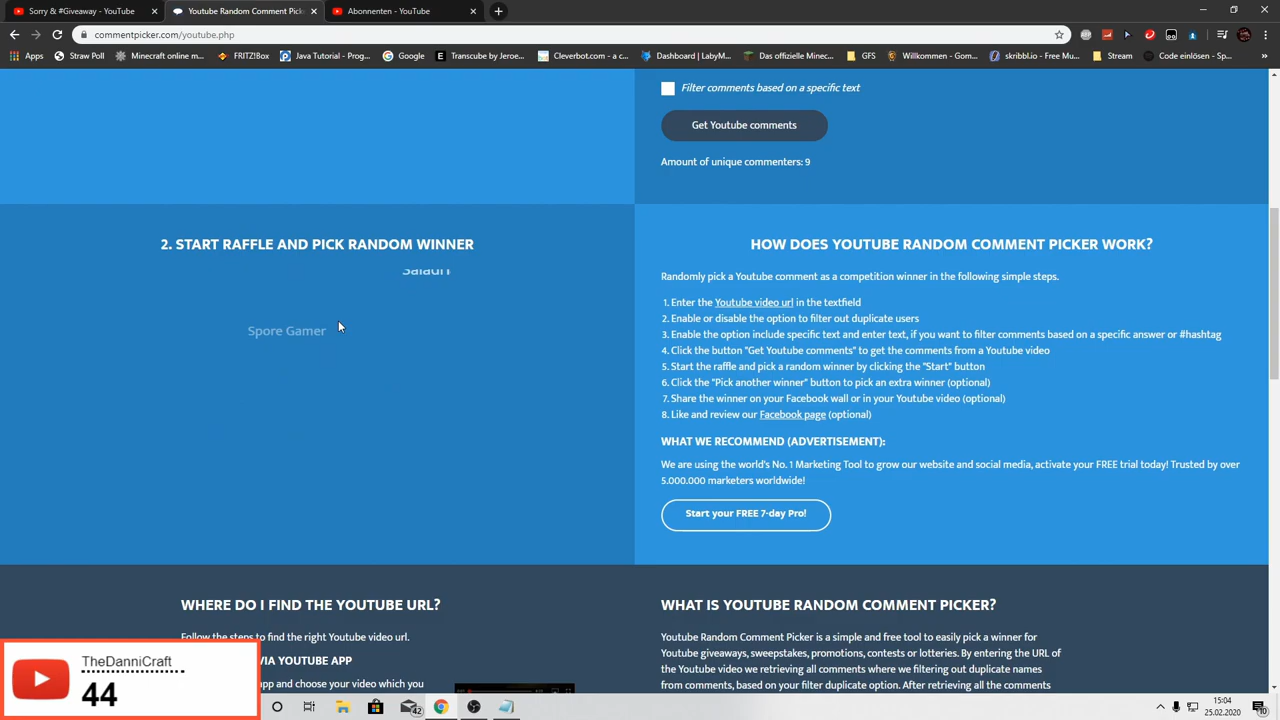 Sorry & #Giveaway - YouTube
Youtube Random Comment Pick
Abonnenten - YouTube
commentpicker.com/youtube.php
Apps
Straw Poll
Minecraft online m...
FRITZ!Box
Java Tutorial - Prog...
Google
Transcube by Jeroe...
Cleverbot.com - a c...
Dashboard | LabyM...
Das offizielle Minec...
GFS
Willkommen - Gom...
skribbl.io - Free Mu...
Stream
Code einlösen - Sp...
Filter comments based on a specific text
Get Youtube comments
Amount of unique commenters: 9
2. START RAFFLE AND PICK RANDOM WINNER
Spore Gamer
HOW DOES YOUTUBE RANDOM COMMENT PICKER WORK?
Randomly pick a Youtube comment as a competition winner in the following simple steps.
1. Enter the Youtube video url in the textfield
2. Enable or disable the option to filter out duplicate users
3. Enable the option include specific text and enter text, if you want to filter comments based on a specific answer or #hashtag
4. Click the button "Get Youtube comments" to get the comments from a Youtube video
5. Start the raffle and pick a random winner by clicking the "Start" button
6. Click the "Pick another winner" button to pick an extra winner (optional)
7. Share the winner on your Facebook wall or in your Youtube video (optional)
8. Like and review our Facebook page (optional)
WHAT WE RECOMMEND (ADVERTISEMENT):
We are using the world's No. 1 Marketing Tool to grow our website and social media, activate your FREE trial today! Trusted by over
5.000.000 marketers worldwide!
Start your FREE 7-day Pro!
WHERE DO I FIND THE YOUTUBE URL?
Follow the steps to find the right Youtube video url.
VIA YOUTUBE APP
app and choose your video which you
WHAT IS YOUTUBE RANDOM COMMENT PICKER?
Youtube Random Comment Picker is a simple and free tool to easily pick a winner for
Youtube giveaways, sweepstakes, promotions, contests or lotteries. By entering the URL of
the Youtube video we retrieving all comments where we filtering out duplicate names
from comments, based on your filter duplicate option. After retrieving all the comments
TheDanniCraft
44
42
15:04
25.02.2020
10